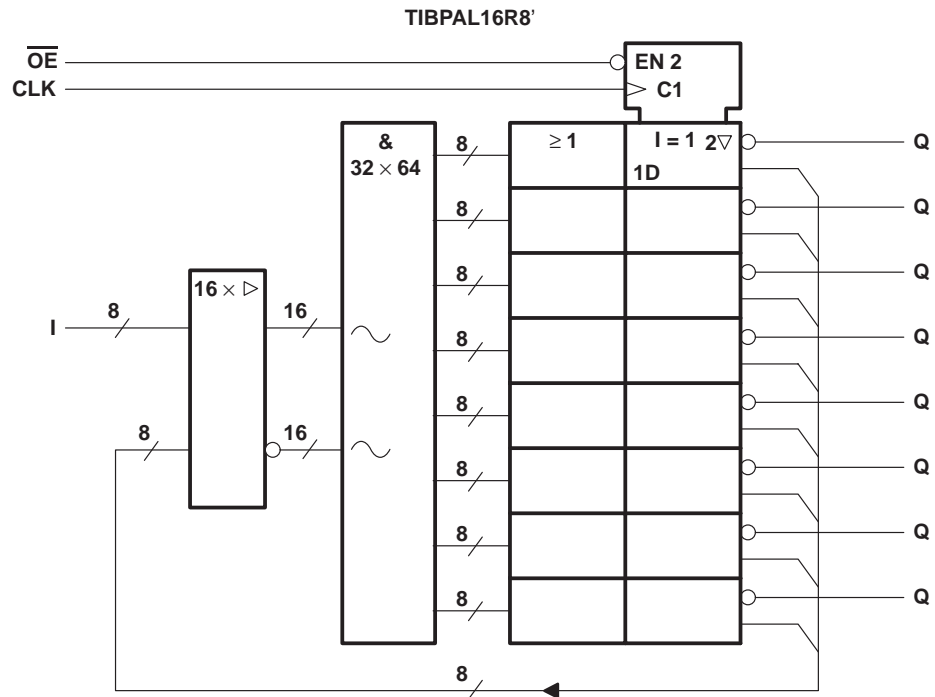 TIBPAL16R8’
OE
EN 2
CLK
C1
&
32 × 64
8
≥ 1
I = 1 2▽
1D
Q
8
Q
8
Q
16 × ▷
8
16
I
8
Q
8
16
8
Q
8
Q
8
Q
8
Q
8